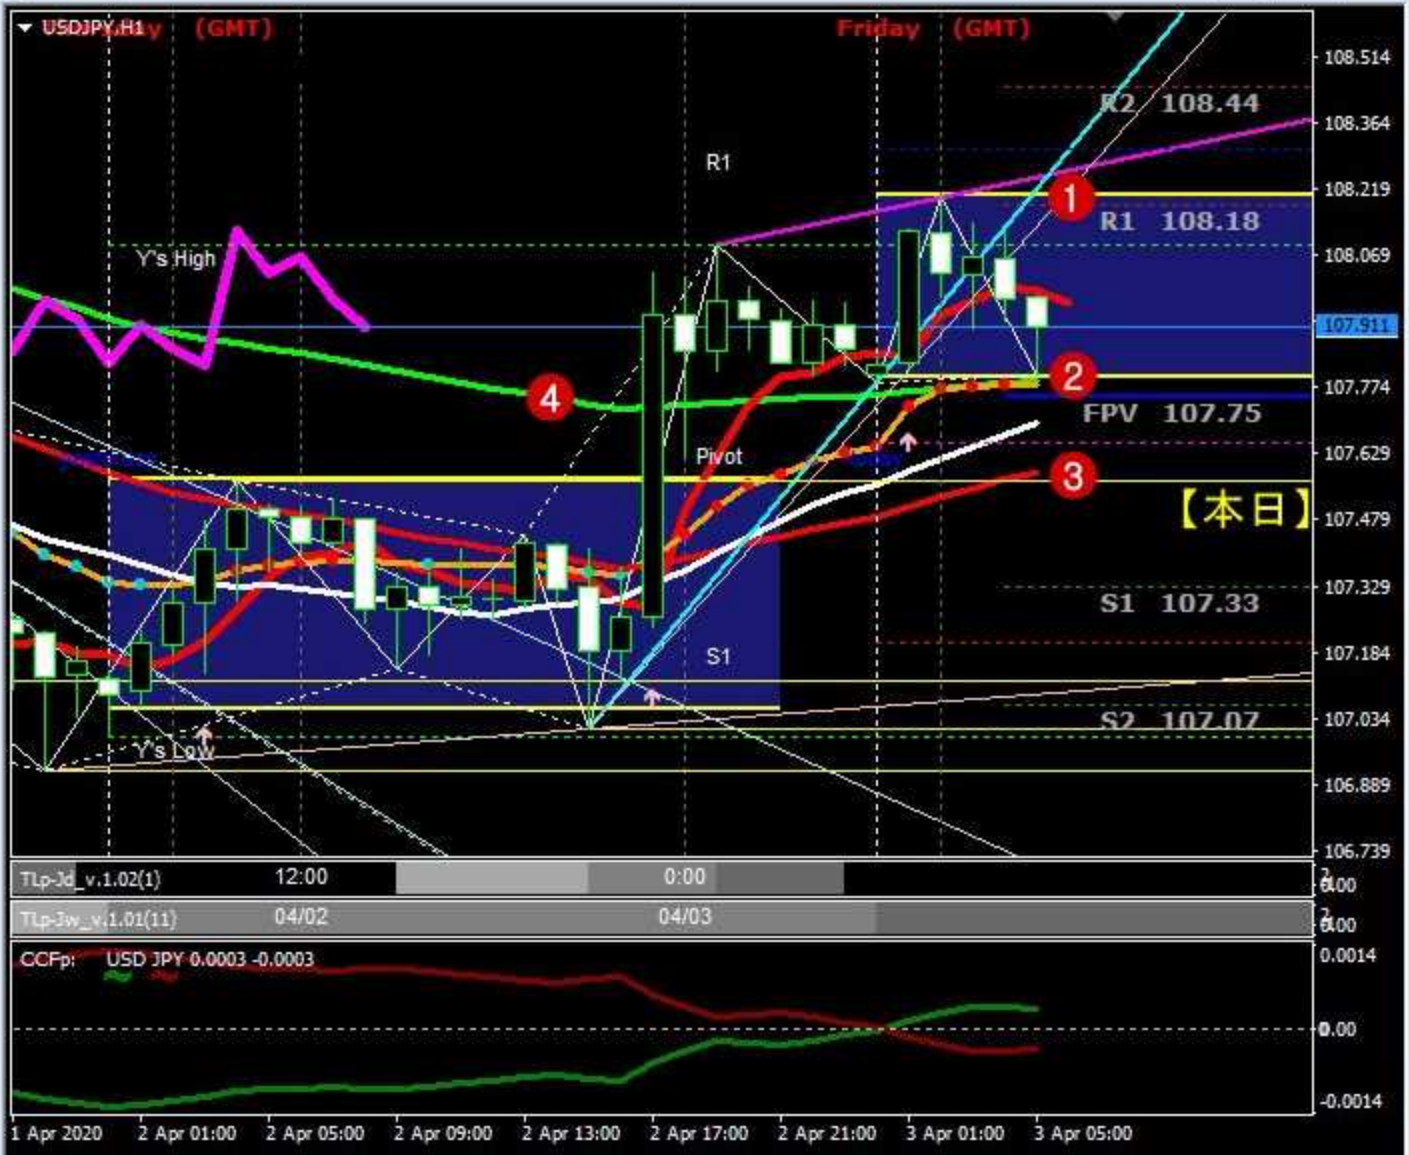 USDJPY,H1
(GMT)
Friday (GMT)
108.514
R2 108.44
108.364
R1
108.219
1
R1 108.18
Y's High
108.069
107.911
2
107.774
4
FPV 107.75
Pivot
107.629
3
【本日】
107.479
107.329
S1 107.33
S1
107.184
S2 107.07
107.034
Y's Low
106.889
106.739
TLp-Jd_v.1.02(1) 12:00 0:00
TLp-Jw_v.1.01(11) 04/02 04/03
CCFp: USD JPY 0.0003 -0.0003
0.0014
0.00
-0.0014
1 Apr 2020 2 Apr 01:00 2 Apr 05:00 2 Apr 09:00 2 Apr 13:00 2 Apr 17:00 2 Apr 21:00 3 Apr 01:00 3 Apr 05:00